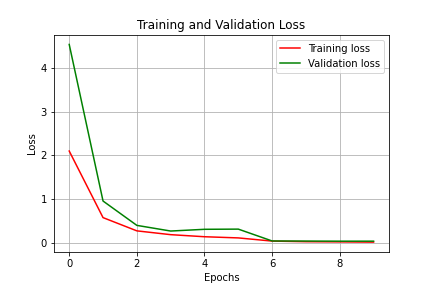 Training and Validation Loss
Training loss
Validation loss
4
3
2
1
0
Loss
0 2 4 6 8
Epochs